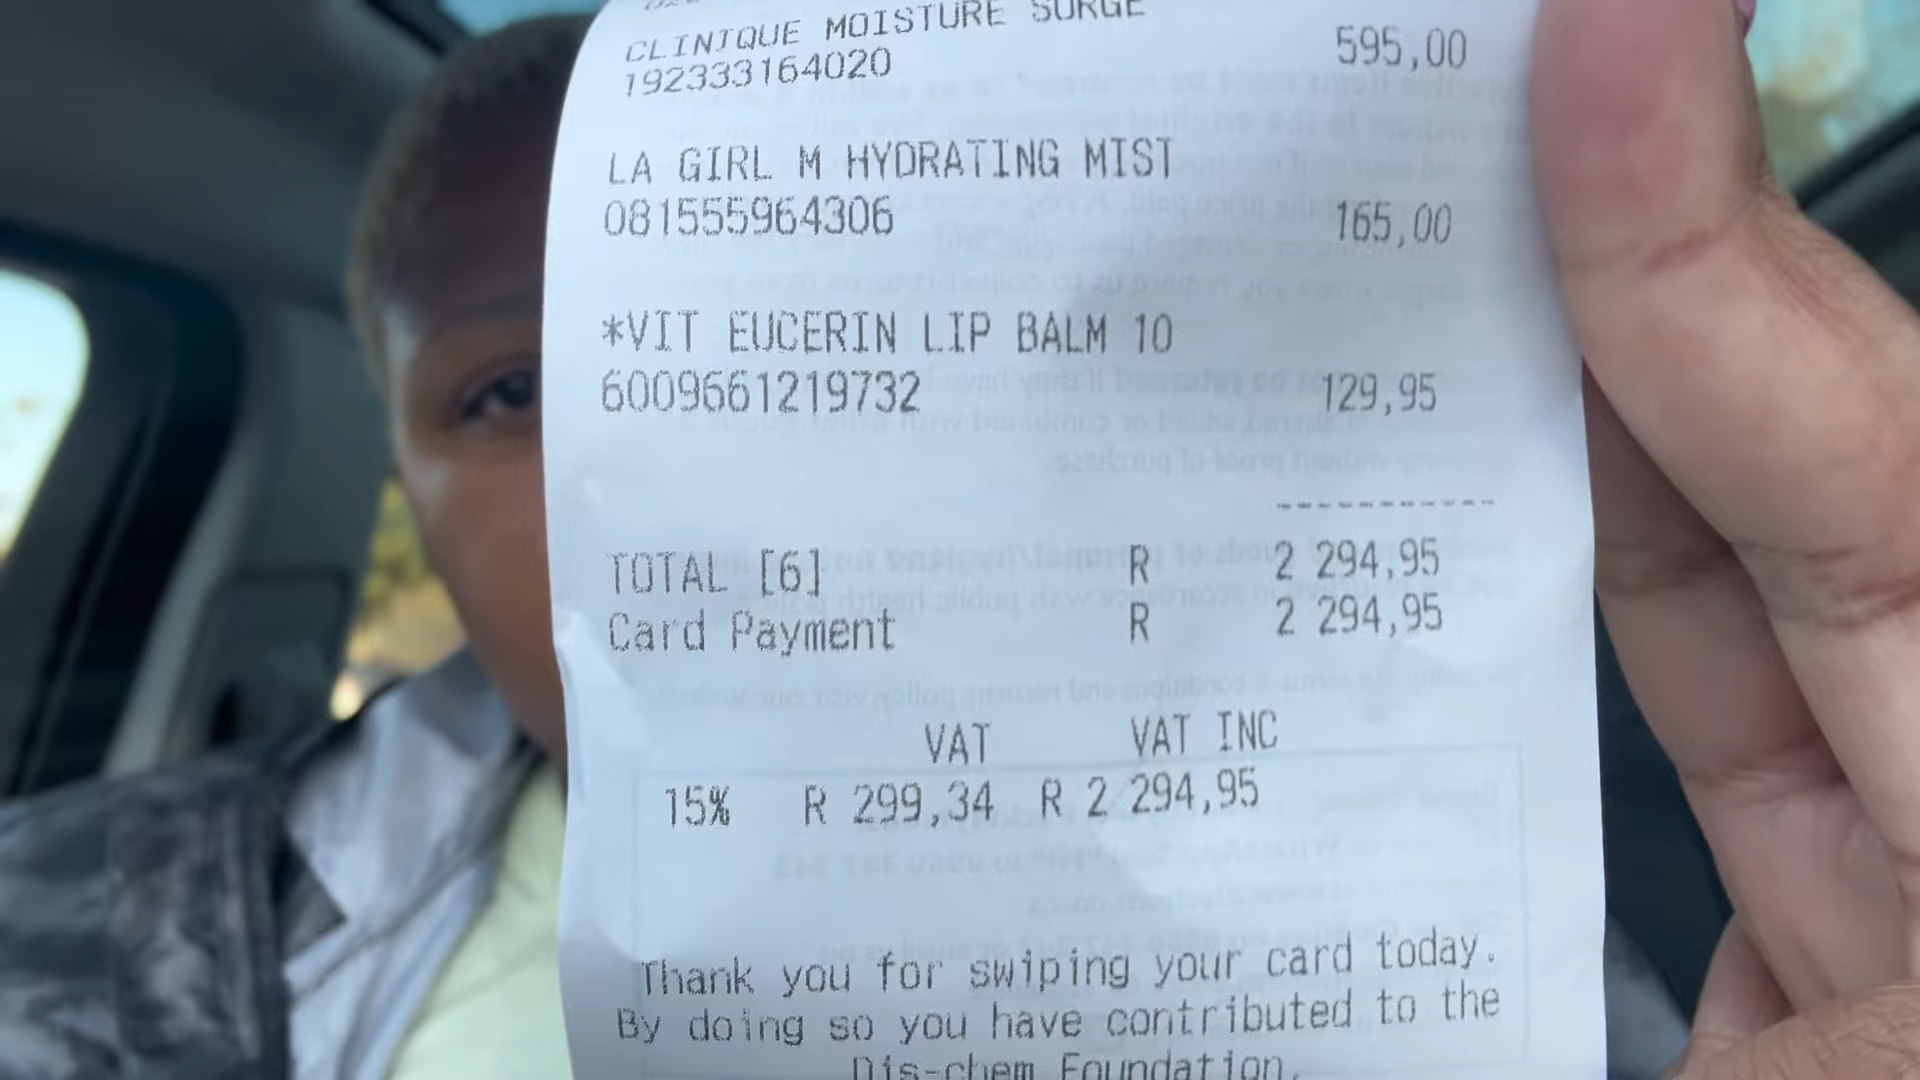 CLINIQUE MOISTURE SURGE
192333164020 595,00
LA GIRL M HYDRATING MIST
081555964306 165,00
*VIT EUCERIN LIP BALM 10
6009661219732 129,95
-----------
TOTAL [6] R 2 294,95
Card Payment R 2 294,95
VAT VAT INC
15% R 299,34 R 2 294,95
Thank you for swiping your card today.
By doing so you have contributed to the
Dis-chem Foundation.